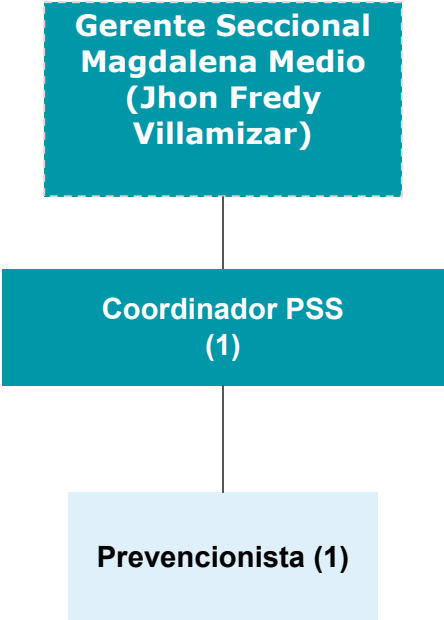 Gerente Seccional
Magdalena Medio
(Jhon Fredy
Villamizar)
Coordinador PSS
(1)
Prevencionista (1)